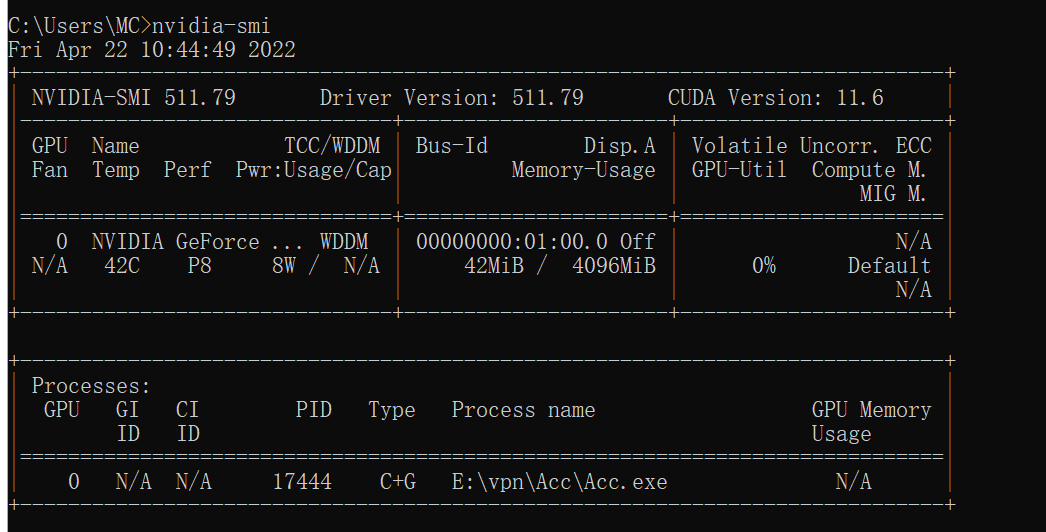 C:\Users\MC>nvidia-smi
Fri Apr 22 10:44:49 2022
NVIDIA-SMI 511.79 Driver Version: 511.79 CUDA Version: 11.6
GPU Name TCC/WDDM Bus-Id Disp.A Volatile Uncorr. ECC
Fan Temp Perf Pwr:Usage/Cap Memory-Usage GPU-Util Compute M.
MIG M.
0 NVIDIA GeForce ... WDDM 00000000:01:00.0 Off N/A
N/A 42C P8 8W / N/A 42MiB / 4096MiB 0% Default
N/A
Processes:
GPU GI CI PID Type Process name GPU Memory
ID ID Usage
0 N/A N/A 17444 C+G E:\vpn\Acc\Acc.exe N/A